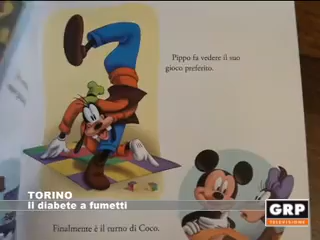 Pippo fa vedere il suo
gioco preferito.
TORINO
Il diabete a fumetti
GRP
TELEVISIONE
Finalmente è il turno di Coco.